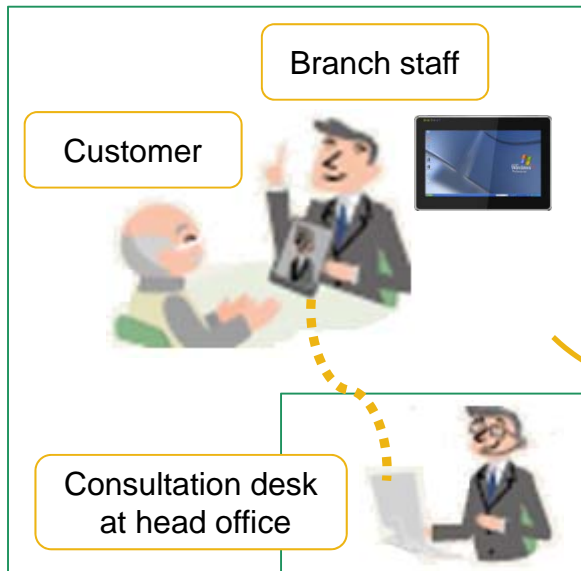 Branch staff
Customer
Consultation desk
at head office